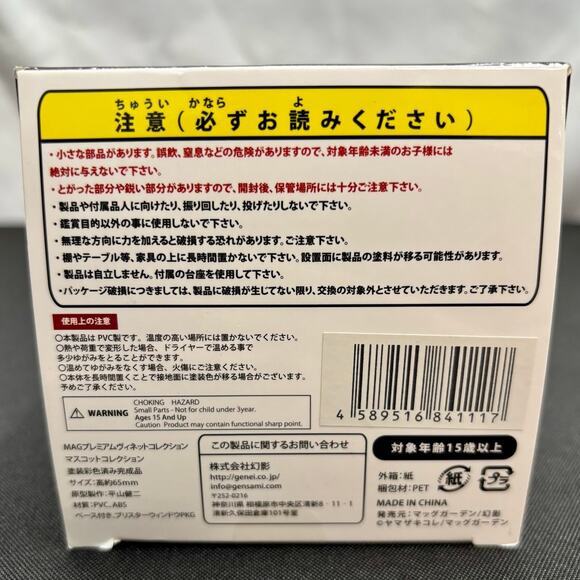 ちゅうい かなら よ
注意(必ずお読みください)
・小さな部品があります。誤飲、窒息などの危険がありますので、対象年齢未満のお子様には
絶対に与えないで下さい。
・とがった部分や鋭い部分がありますので、開封後、保管場所には十分ご注意下さい。
・製品や付属品人に向けたり、振り回したり、投げたりしないで下さい。
・鑑賞目的以外の事に使用しないで下さい。
・無理な方向に力を加えると破損する恐れがあります。ご注意下さい。
・棚やテーブル等、家具の上に長時間置かないで下さい。設置面に製品の塗料が移る可能性があります。
・製品は自立しません。付属の台座を使用して下さい。
・パッケージ破損につきましては、製品に破損が生じてない限り、交換の対象外とさせていただきます。ご了承下さい。
使用上の注意
○本製品は PVC製です。温度の高い場所には置かないでください。
○熱や荷重で変形した場合、ドライヤーで温める事で
多少ゆがみをとることができます。
○温めてゆがみをなくす場合、火傷にご注意下さい。
○本体を長時間置くことで接地面に塗装色が移る場合がございます。
予めご了承ください。
WARNING
CHOKING HAZARD
Small Parts - Not for child under 3year.
Ages 15 And Up
Caution Product may contain functional sharp point.
4 589516 841117
MAGプレミアムヴィネットコレクション
マスコットコレクション
塗装彩色済み完成品
サイズ:高約65mm
原型製作:平山健二
材質:PVC、ABS
ベース付き、ブリスターウィンドウPKG
この製品に関するお問い合わせ
株式会社幻影
http://genei.co.jp/
http://gensami.com/
〒252-0216
神奈川県 相模原市中央区清新8-11-1
清新久保田倉庫101号室
対象年齢15歳以上
外箱:紙
梱包材:PET
紙
プラ
MADE IN CHINA
発売元:マッグガーデン/幻影
©ヤマザキコレ/マッグガーデン